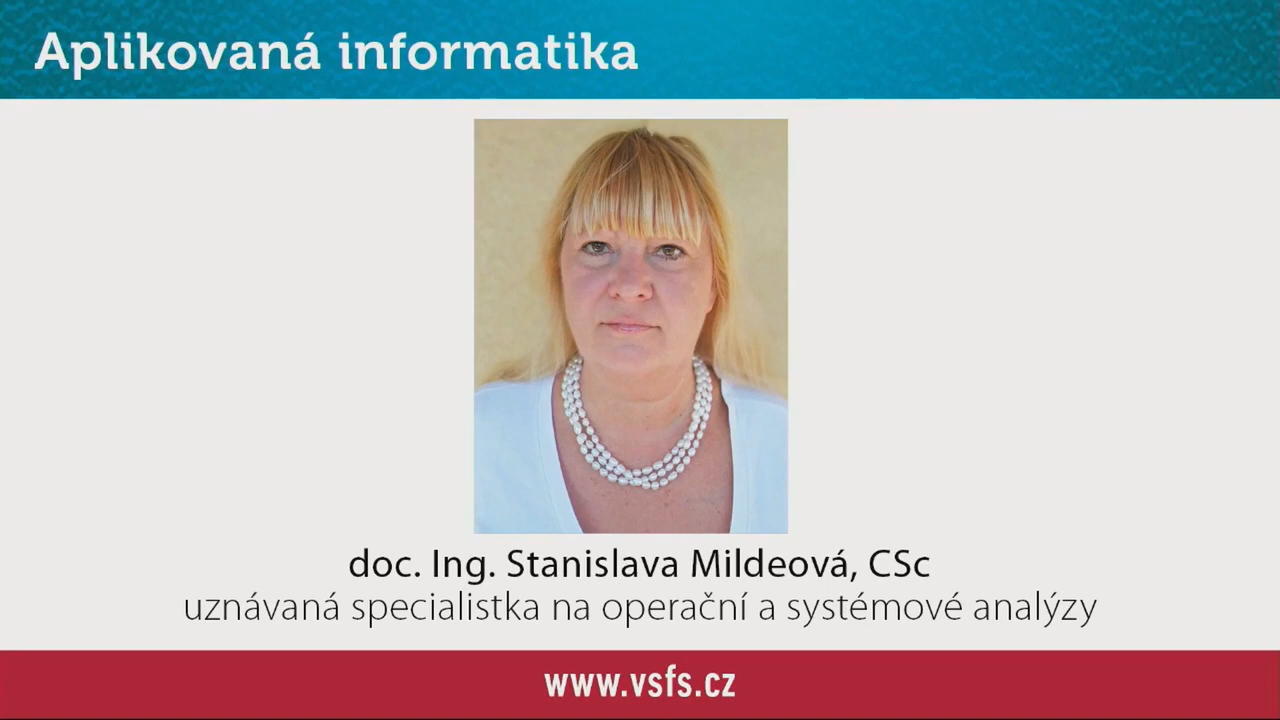 Aplikovaná informatika
doc. Ing. Stanislava Mildeová, CSc
uznávaná specialistka na operační a systémové analýzy
www.vsfs.cz